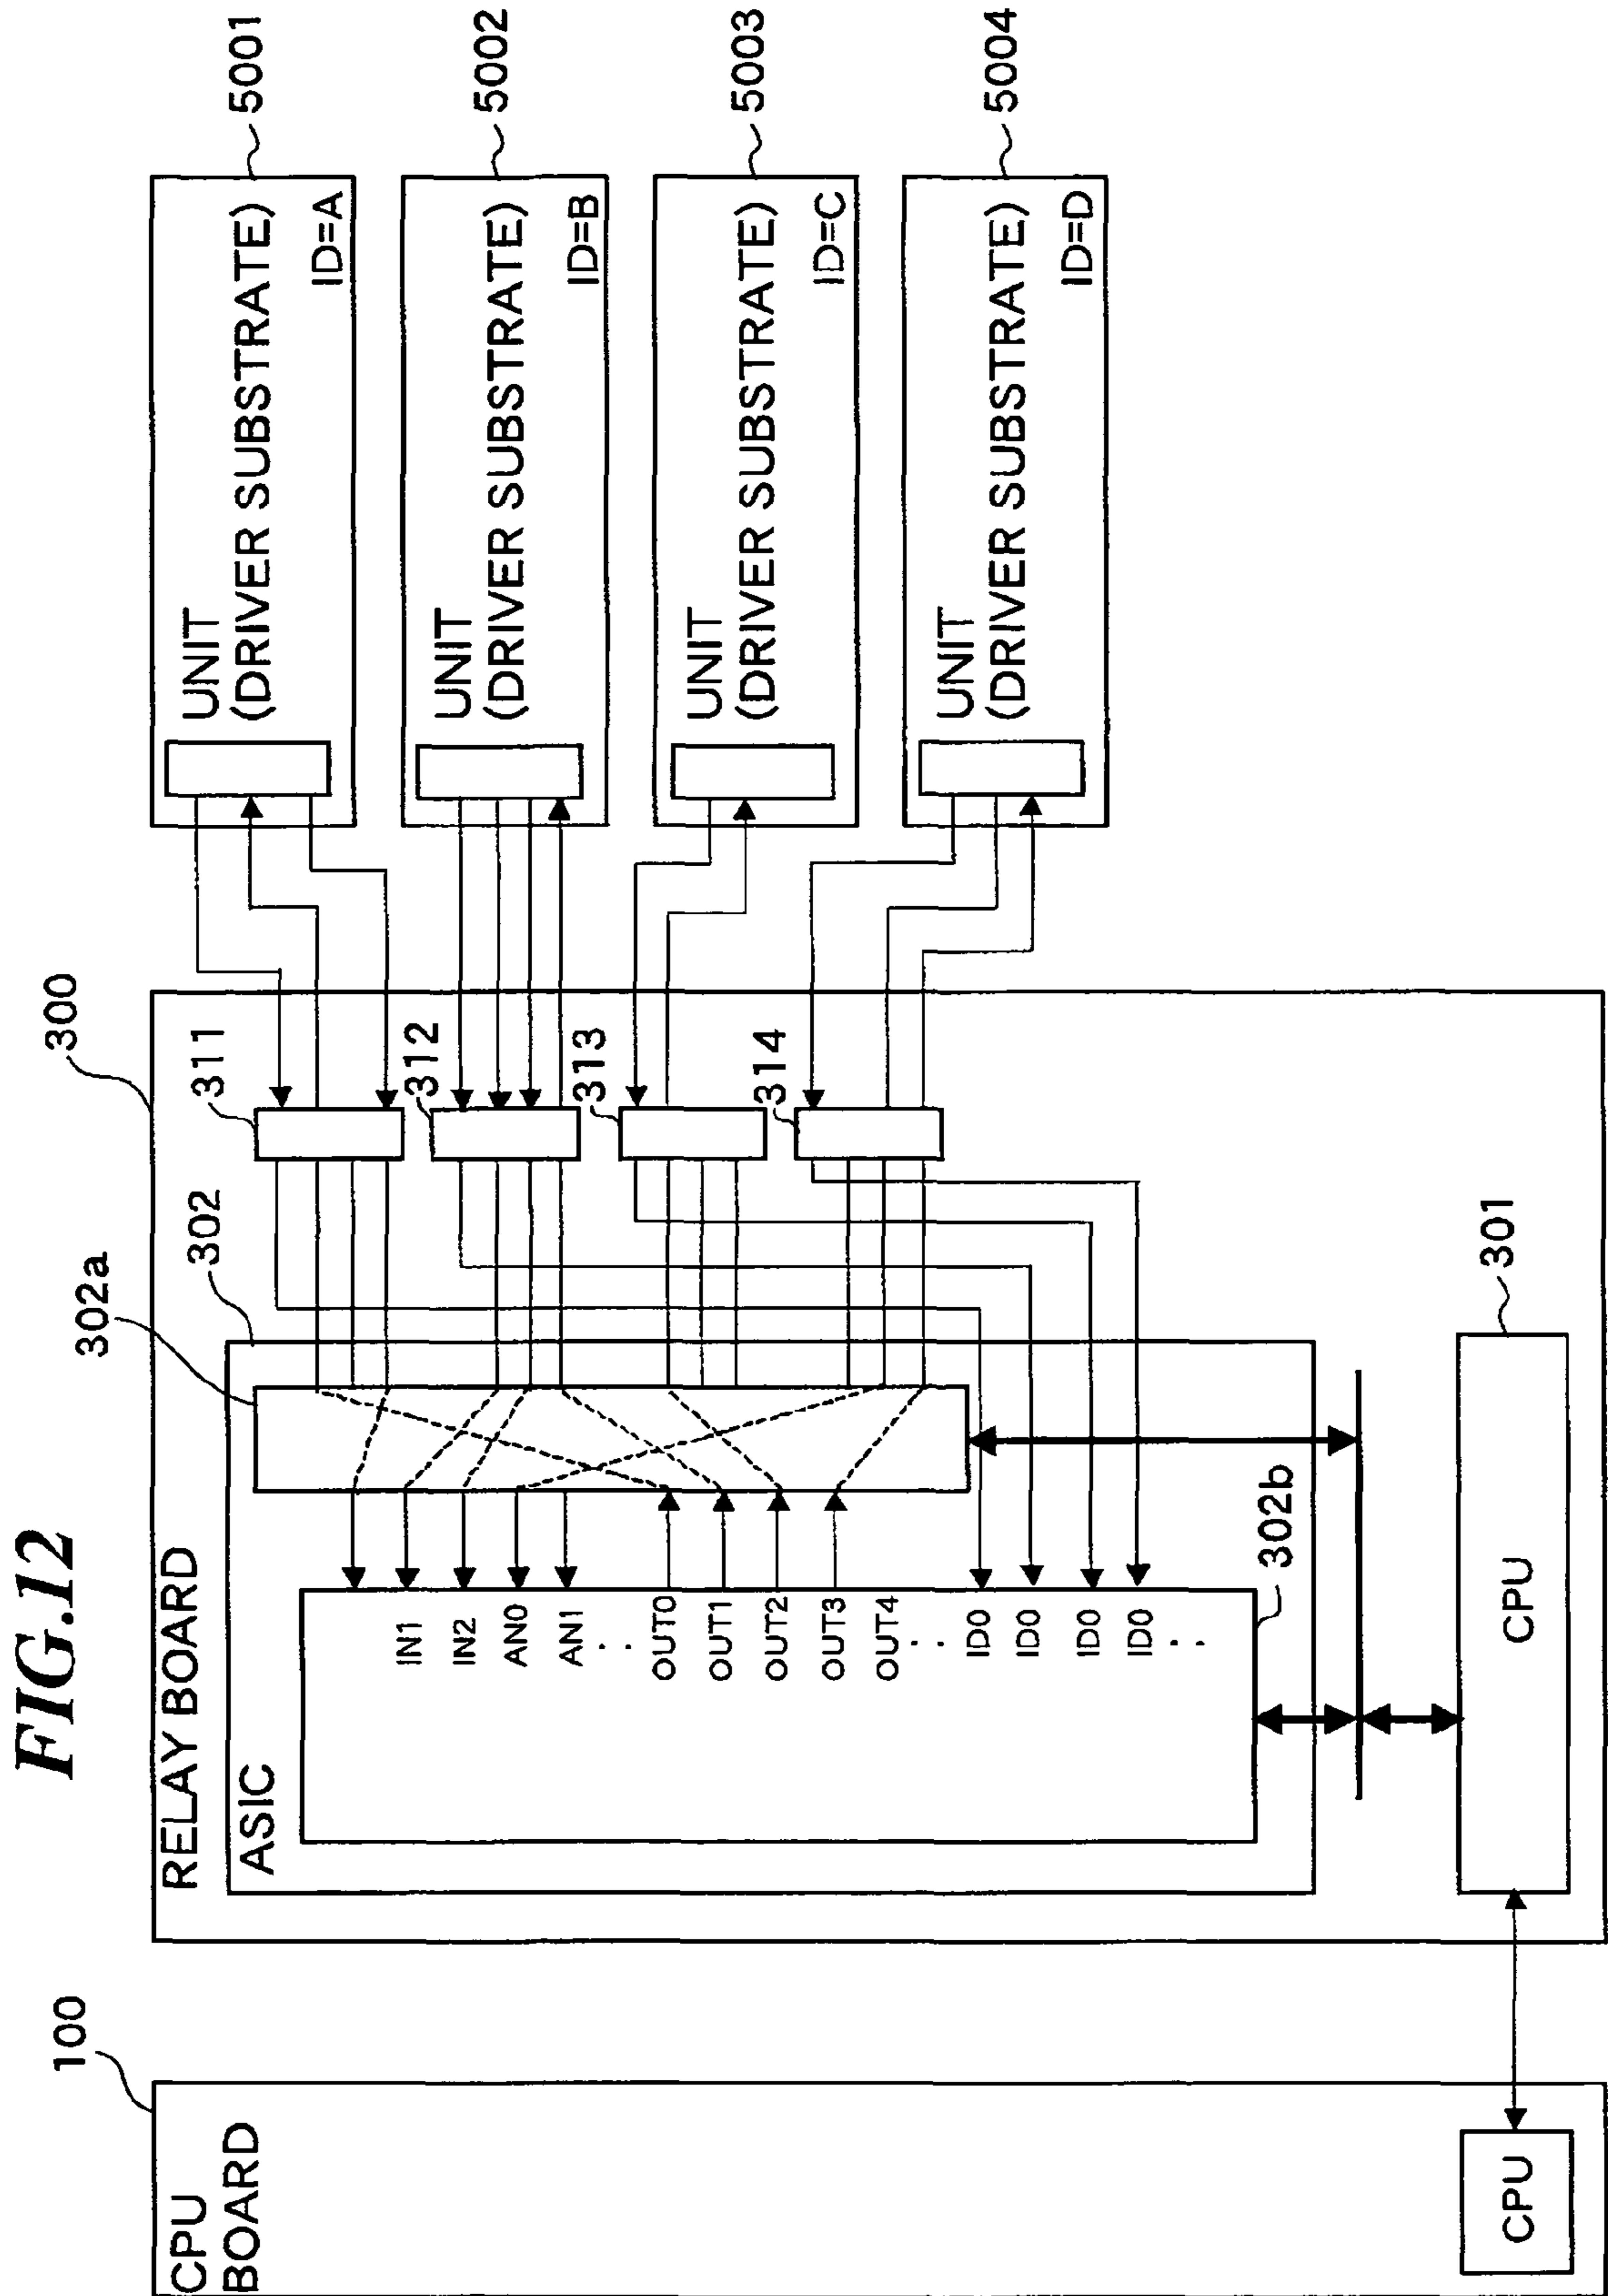 FIG.12
100
CPU
BOARD
CPU
300
RELAY BOARD
302a
302
ASIC
IN1
IN2
AN0
AN1
:
OUT0
OUT1
OUT2
OUT3
OUT4
:
ID0
ID0
ID0
ID0
:
302b
301
CPU
311
312
313
314
UNIT
(DRIVER SUBSTRATE)
ID=A
5001
UNIT
(DRIVER SUBSTRATE)
ID=B
5002
UNIT
(DRIVER SUBSTRATE)
ID=C
5003
UNIT
(DRIVER SUBSTRATE)
ID=D
5004